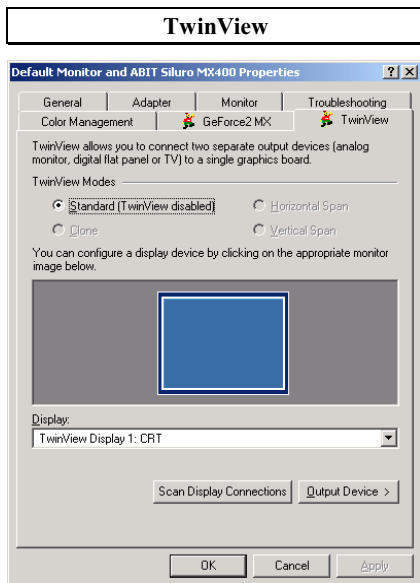 TwinView
Default Monitor and ABIT Siluro MX400 Properties
General Adapter Monitor Troubleshooting
Color Management GeForce2 MX TwinView
TwinView allows you to connect two separate output devices (analog
monitor, digital flat panel or TV) to a single graphics board.
TwinView Modes
Standard (TwinView disabled) Horizontal Span
Clone Vertical Span
You can configure a display device by clicking on the appropriate monitor
image below.
Display:
TwinView Display 1: CRT
Scan Display Connections Output Device >
OK Cancel Apply